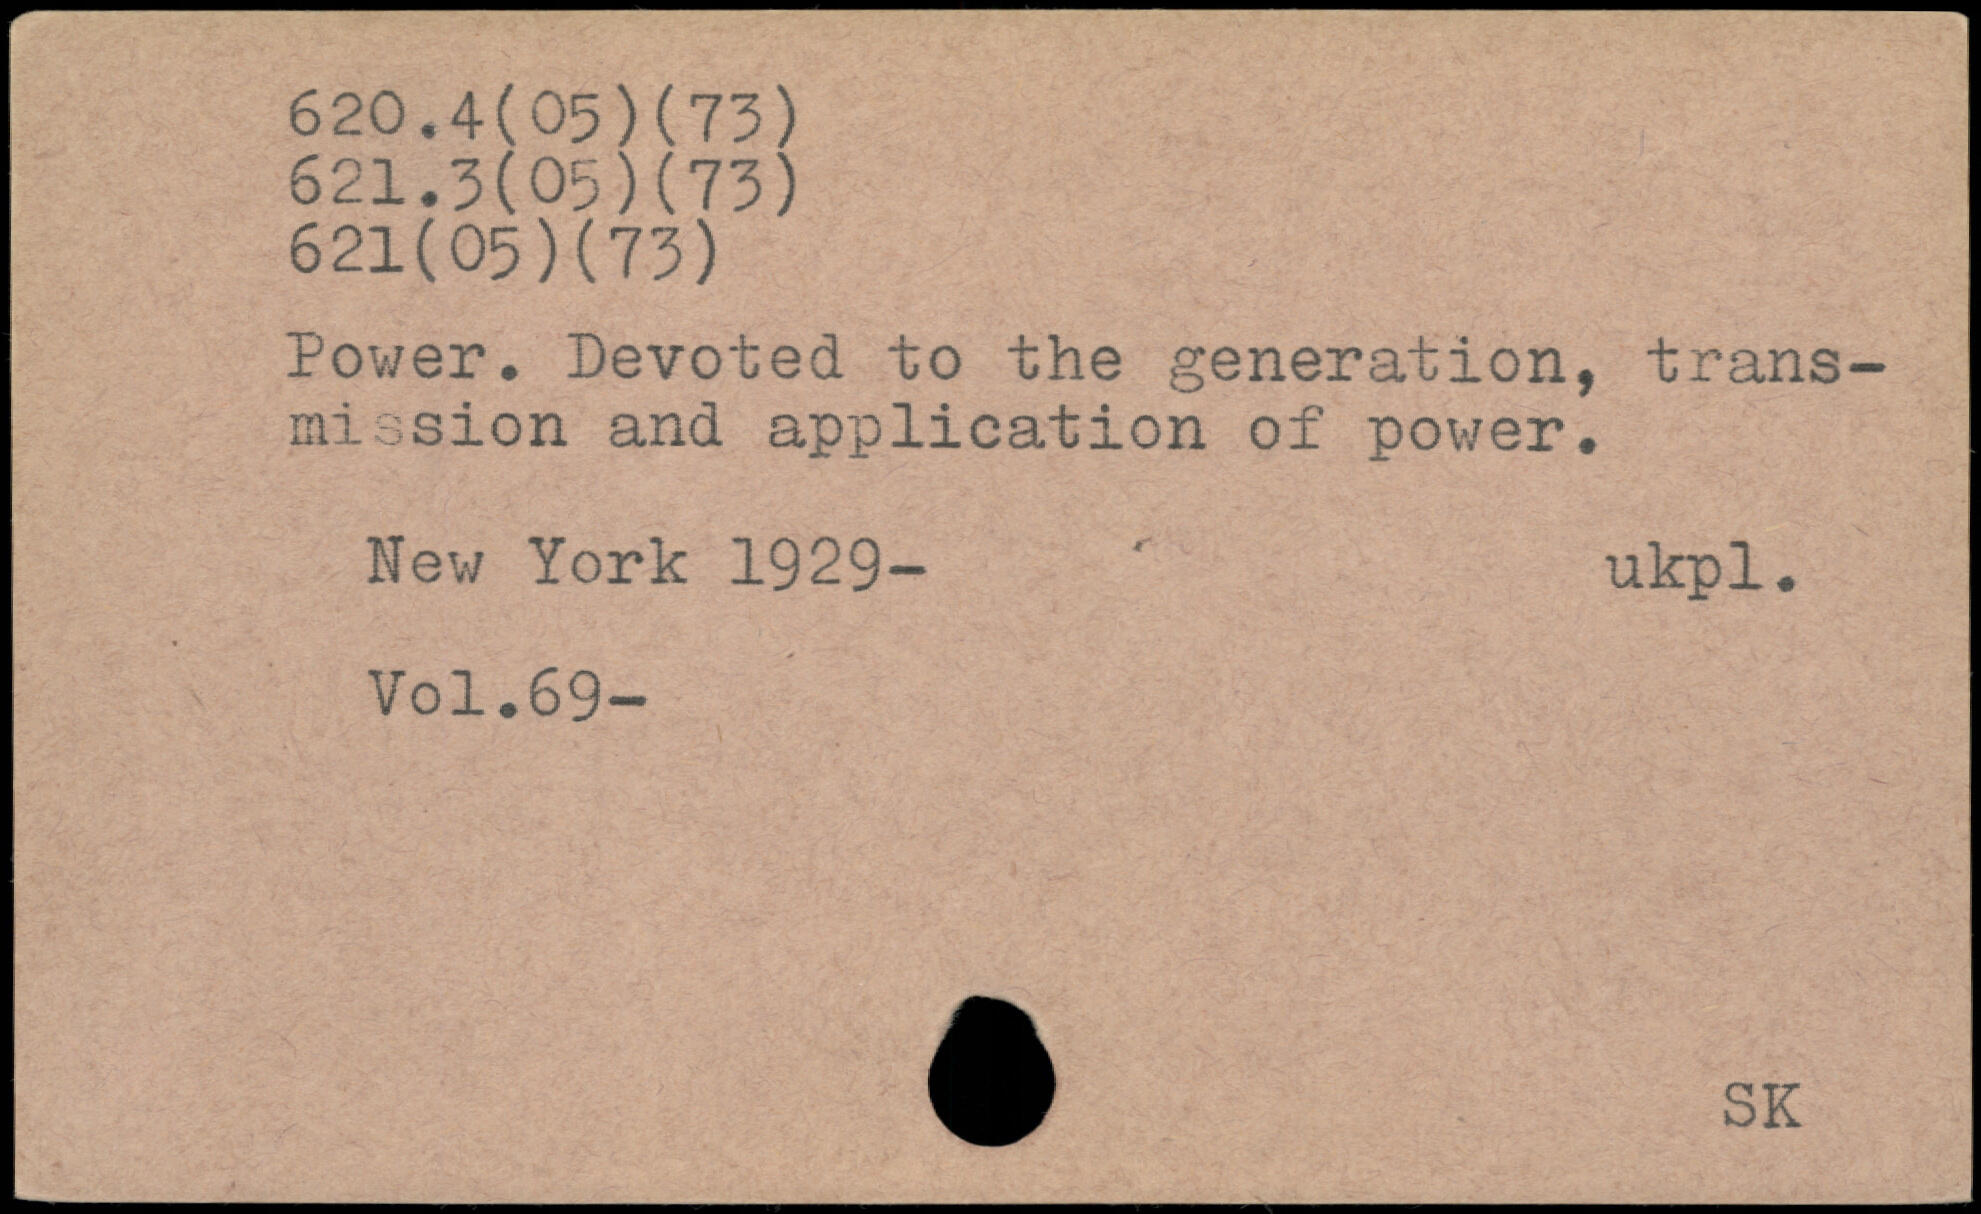 620.4(05)(73)
621.3(05)(73)
621(05)(73)
Power. Devoted to the generation, trans-
mission and application of power.
New York 1929- ukpl.
Vol.69-
SK